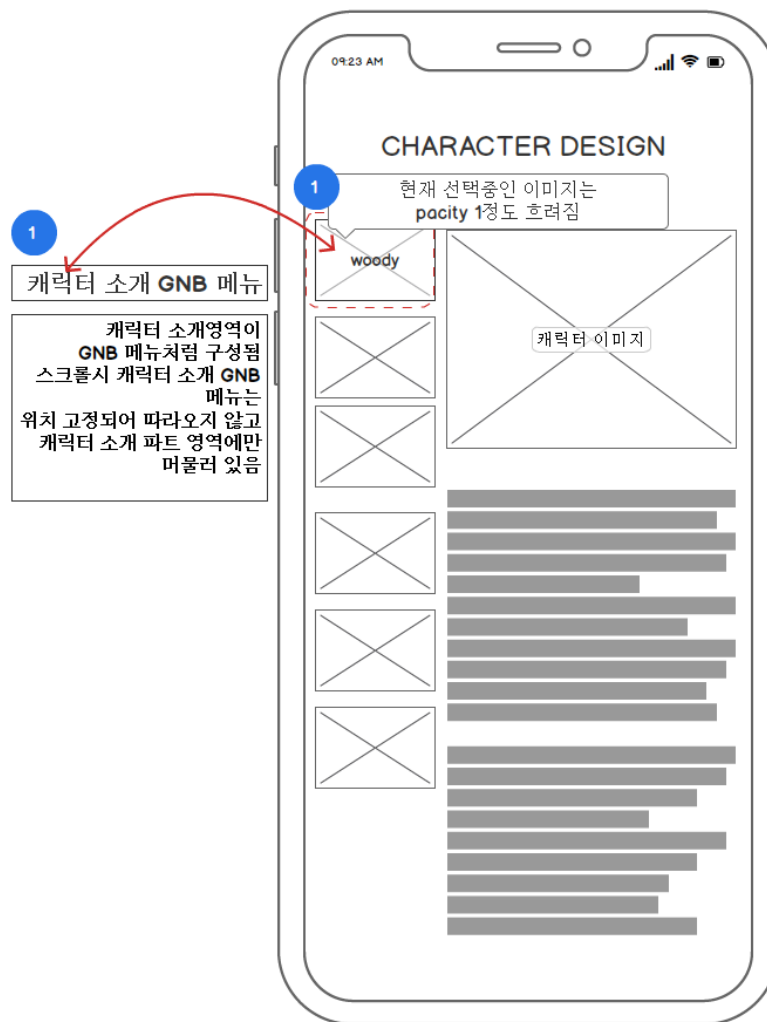 09:23 AM
CHARACTER DESIGN
1
현재 선택중인 이미지는
pacity 1정도 흐려짐
1
woody
캐릭터 소개 GNB 메뉴
캐릭터 이미지
캐릭터 소개영역이
GNB 메뉴처럼 구성됨
스크롤시 캐릭터 소개 GNB
메뉴는
위치 고정되어 따라오지 않고
캐릭터 소개 파트 영역에만
머물러 있음